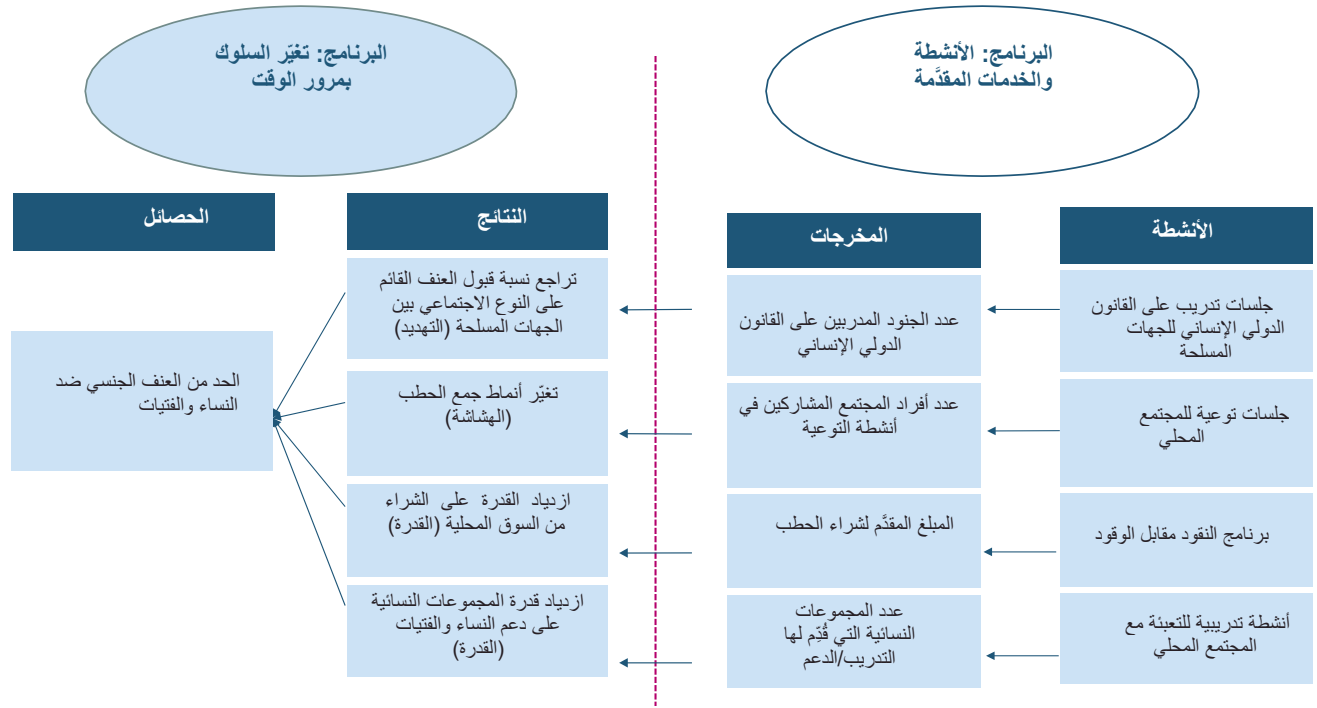 البرنامج: الأنشطة
والخدمات المقدَّمة
البرنامج: تغيّر السلوك
بمرور الوقت
الأنشطة
جلسات تدريب على القانون
الدولي الإنساني للجهات
المسلحة
جلسات توعية للمجتمع
المحلي
برنامج النقود مقابل الوقود
أنشطة تدريبية للتعبئة مع
المجتمع المحلي
المخرجات
عدد الجنود المدربين على القانون
الدولي الإنساني
عدد أفراد المجتمع المشاركين في
أنشطة التوعية
المبلغ المقدَّم لشراء الحطب
عدد المجموعات
النسائية التي قُدِّم لها
التدريب/الدعم
النتائج
تراجع نسبة قبول العنف القائم
على النوع الاجتماعي بين
الجهات المسلحة (التهديد)
تغيّر أنماط جمع الحطب
(الهشاشة)
ازدياد القدرة على الشراء
من السوق المحلية (القدرة)
ازدياد قدرة المجموعات النسائية
على دعم النساء والفتيات
(القدرة)
الحصائل
الحد من العنف الجنسي ضد
النساء والفتيات